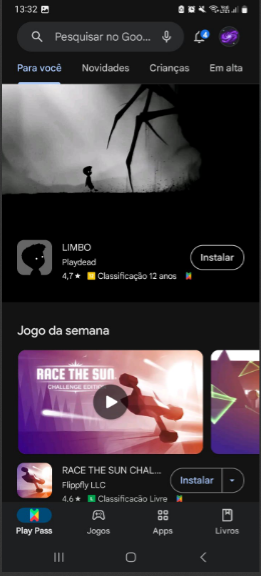 13:32
Pesquisar no Goo...
4
Para você
Novidades
Crianças
Em alta
LIMBO
Playdead
4,7★ Classificação 12 anos
Instalar
Jogo da semana
RACE THE SUN
CHALLENGE EDITION
RACE THE SUN CHAL...
Flippfly LLC
4,6★ L Classificação Livre
Instalar
Play Pass
Jogos
Apps
Livros